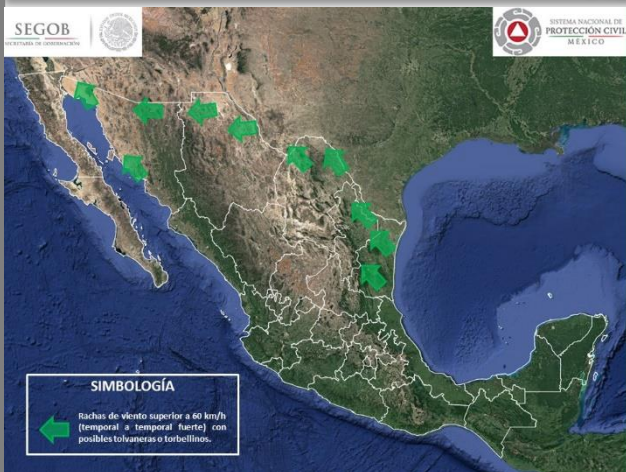 SEGOB
SECRETARÍA DE GOBERNACIÓN
SISTEMA NACIONAL DE
PROTECCIÓN CIVIL
MÉXICO
SIMBOLOGÍA
Rachas de viento superior a 60 km/h
(temporal a temporal fuerte) con
posibles tolvaneras o torbellinos.